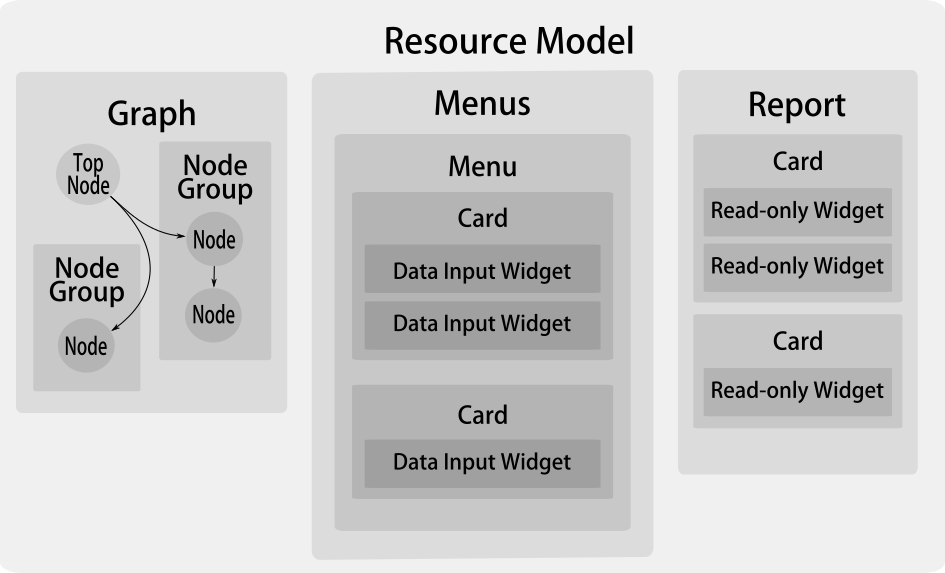 Resource Model
Graph
Top
Node
Node
Group
Node
Node
Node
Group
Node
Menus
Menu
Card
Data Input Widget
Data Input Widget
Card
Data Input Widget
Report
Card
Read-only Widget
Read-only Widget
Card
Read-only Widget